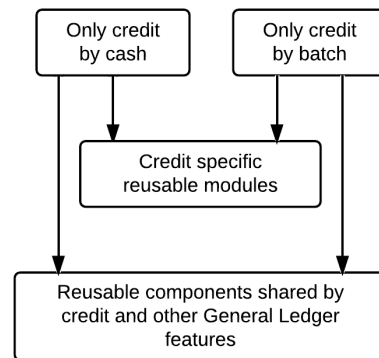 Only credit
by cash
Only credit
by batch
Credit specific
reusable modules
Reusable components shared by
credit and other General Ledger
features